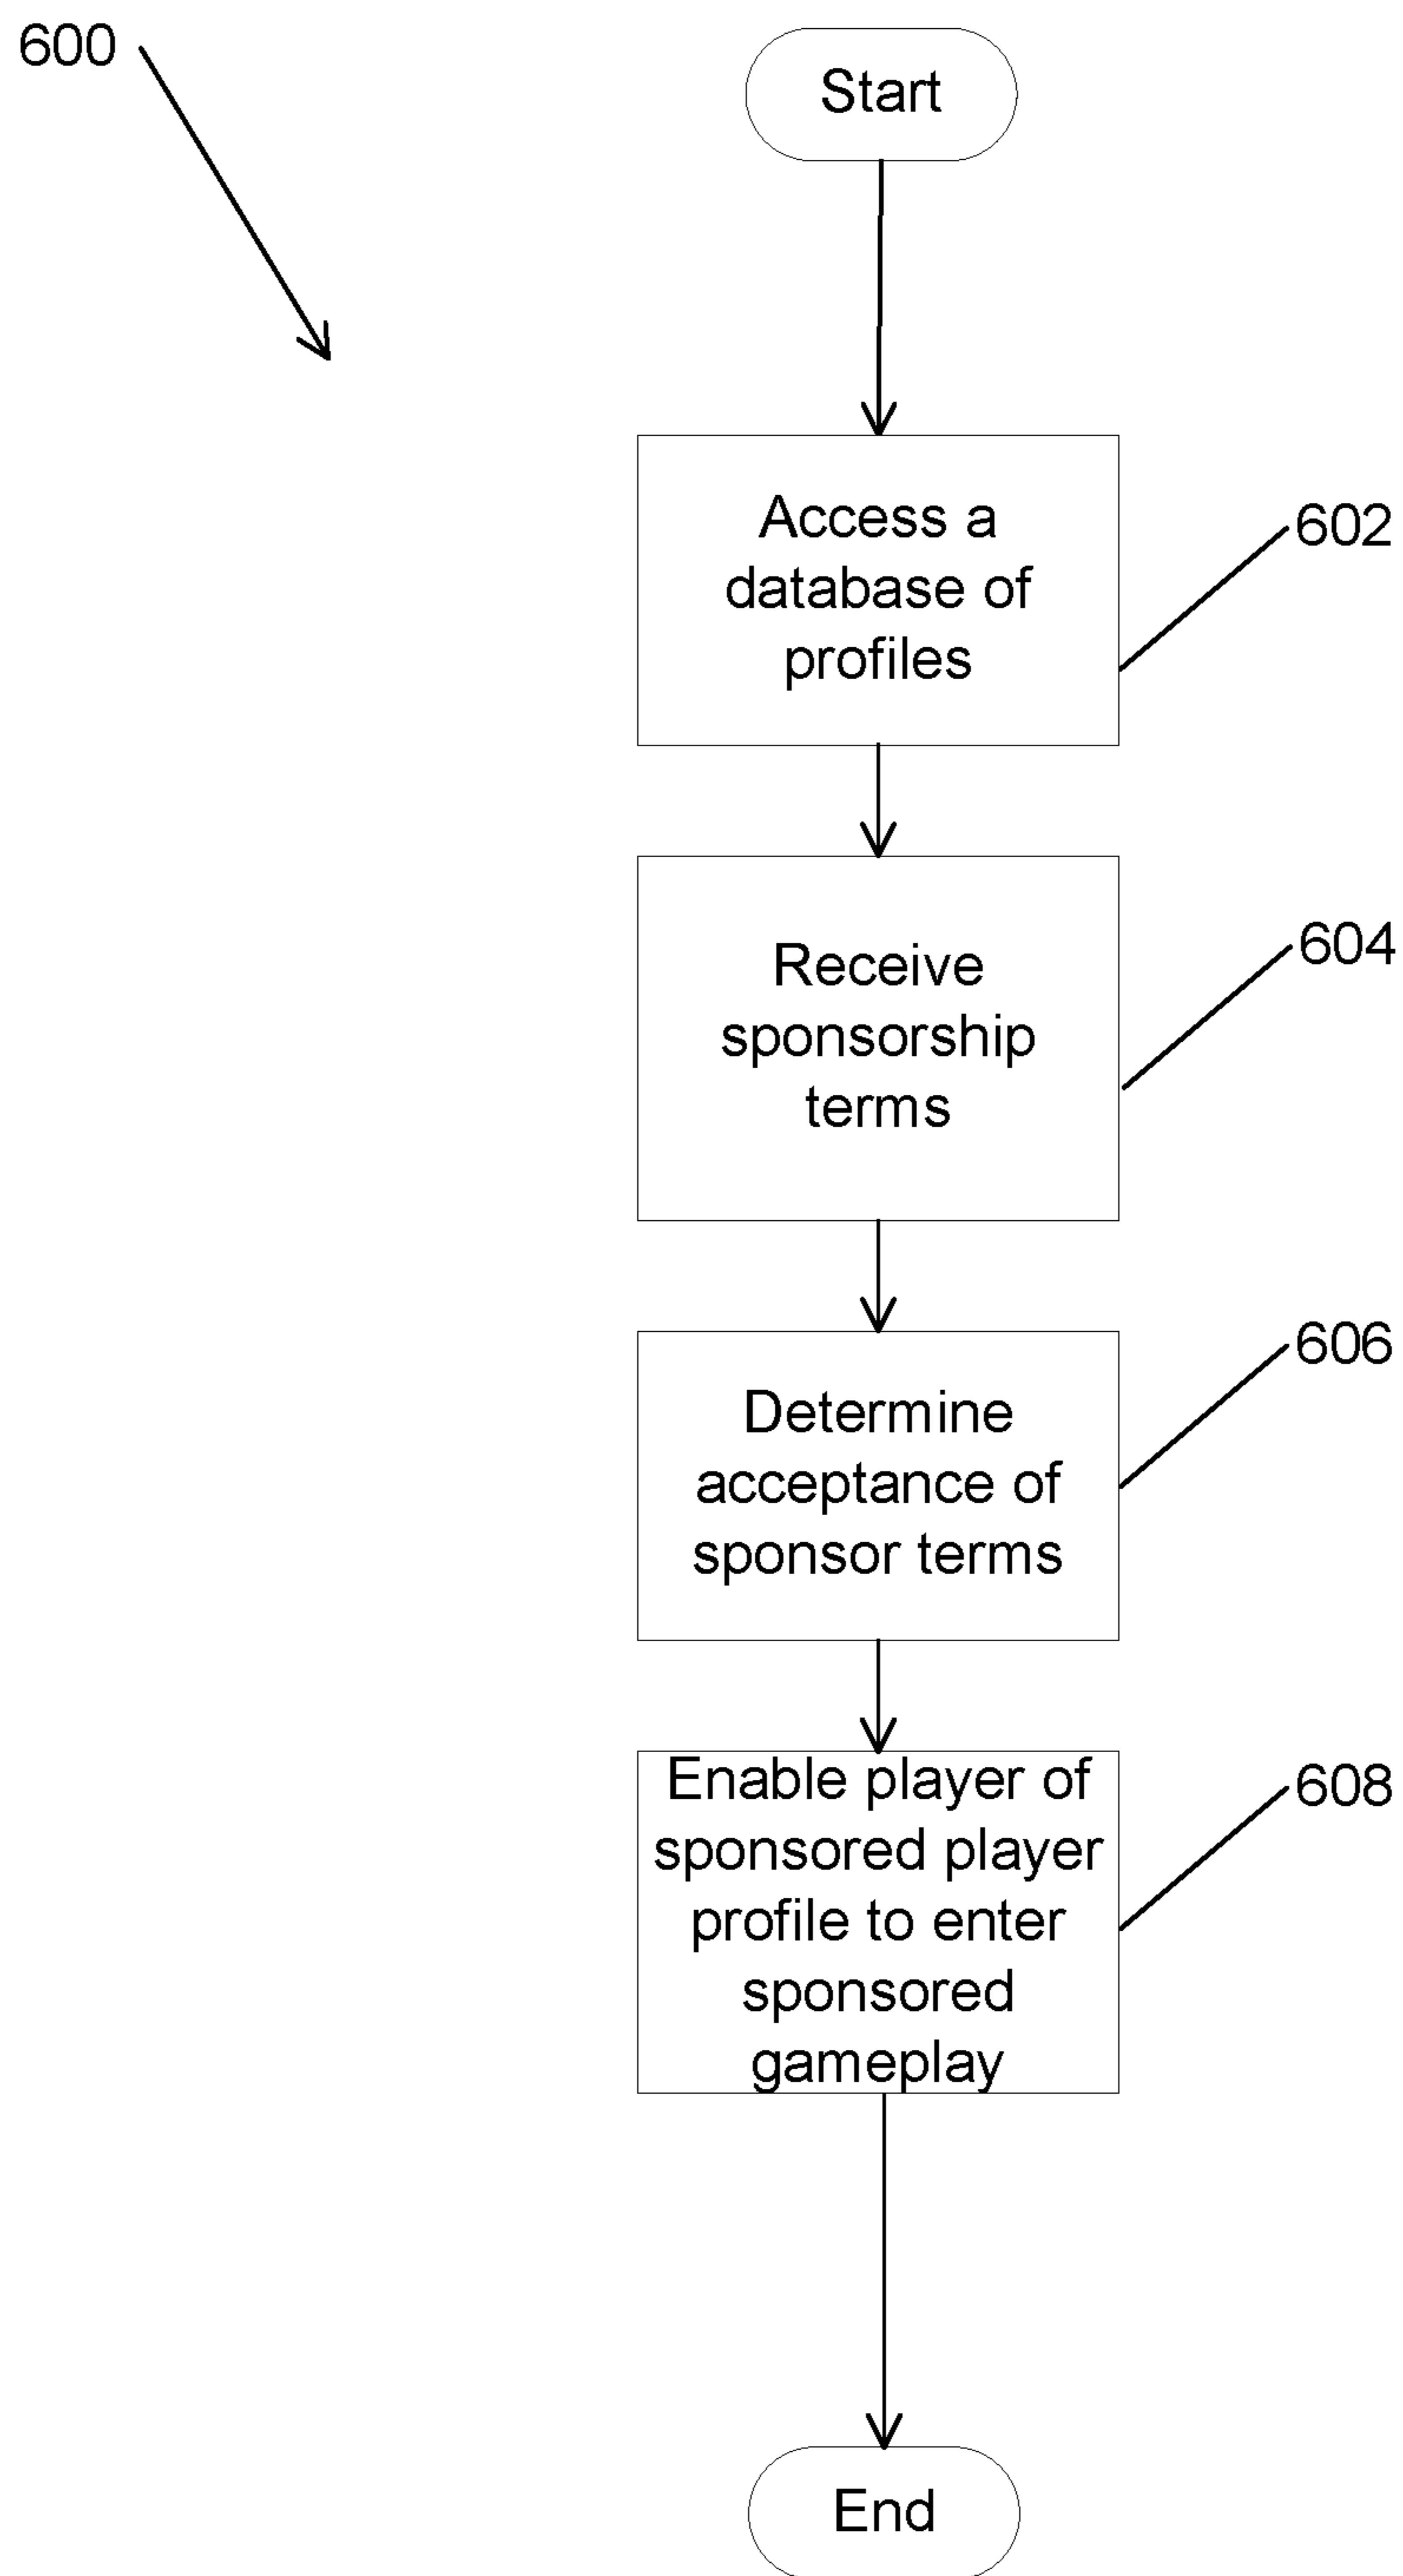 600
Start
Access a
database of
profiles
602
Receive
sponsorship
terms
604
Determine
acceptance of
sponsor terms
606
Enable player of
sponsored player
profile to enter
sponsored
gameplay
608
End